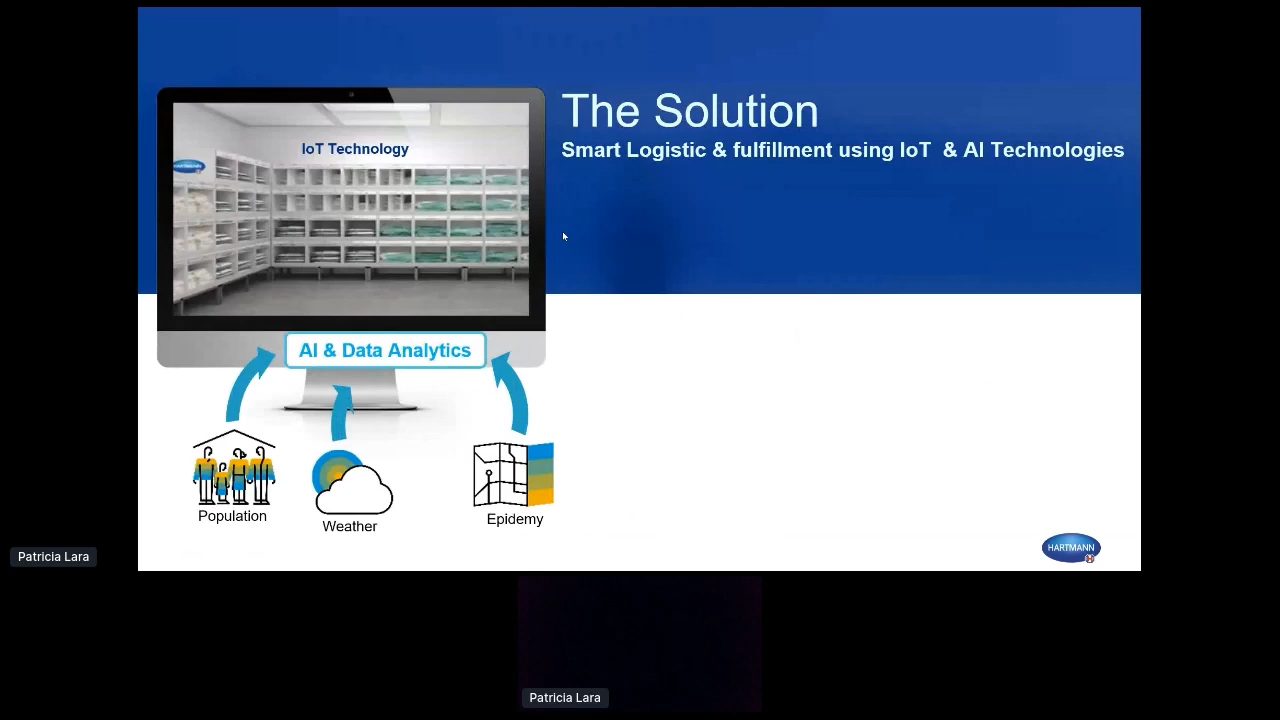 The Solution
Smart Logistic & fulfillment using IoT & AI Technologies
IoT Technology
AI & Data Analytics
Population
Weather
Epidemy
HARTMANN
Patricia Lara
Patricia Lara